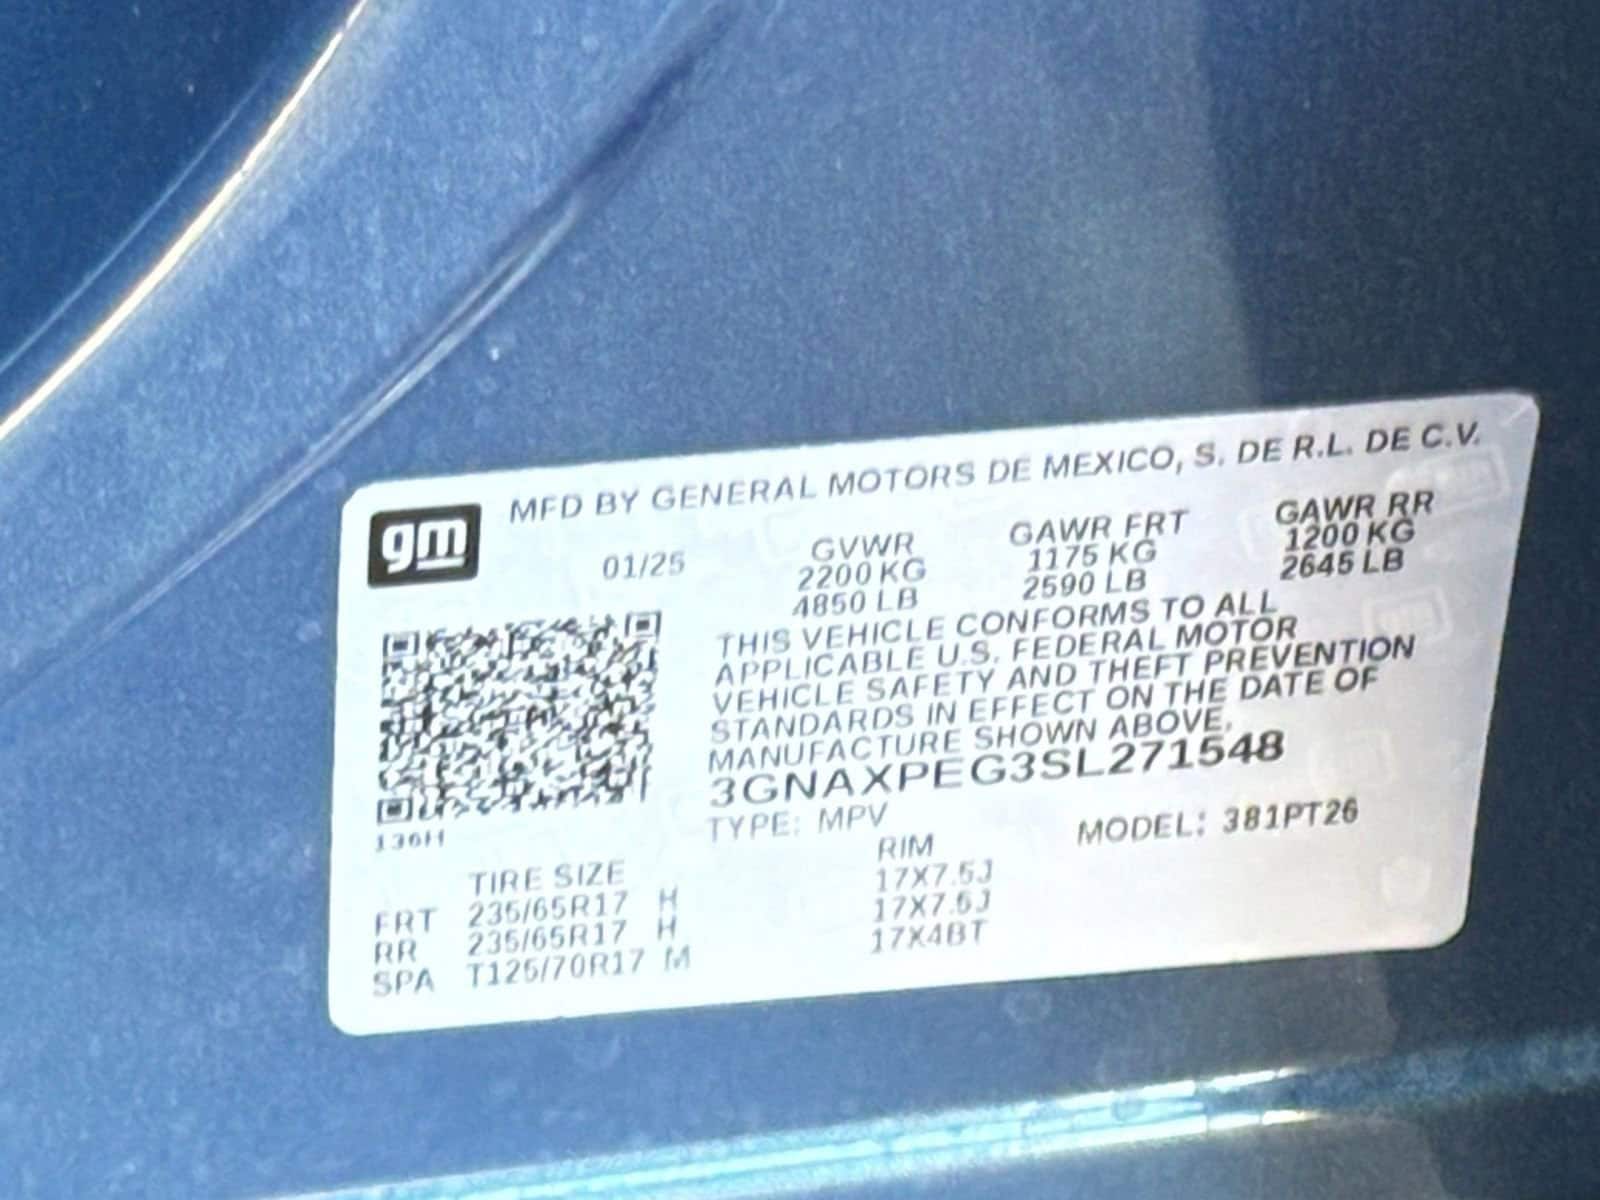 gm
MFD BY GENERAL MOTORS DE MEXICO, S. DE R.L. DE C.V.
01/25 GVWR GAWR FRT GAWR RR
2200 KG 1175 KG 1200 KG
4850 LB 2590 LB 2645 LB
THIS VEHICLE CONFORMS TO ALL
APPLICABLE U.S. FEDERAL MOTOR
VEHICLE SAFETY AND THEFT PREVENTION
STANDARDS IN EFFECT ON THE DATE OF
MANUFACTURE SHOWN ABOVE.
3GNAXPEG3SL271548
136H
TYPE: MPV MODEL: 381PT26
TIRE SIZE RIM
FRT 235/65R17 H 17X7.5J
RR 235/65R17 H 17X7.5J
SPA T125/70R17 M 17X4BT